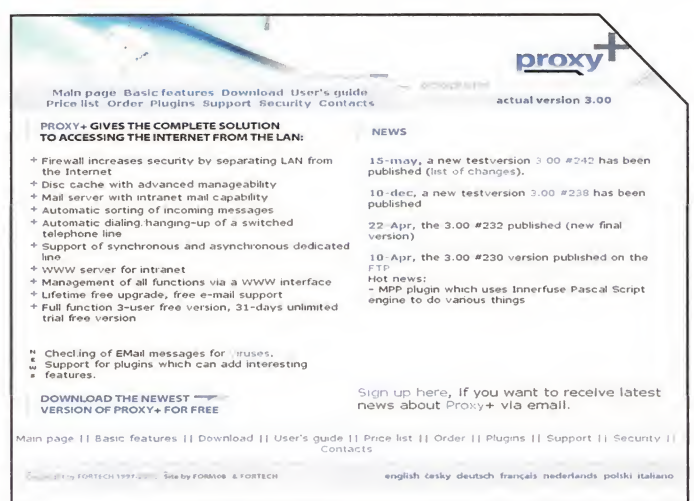 proxy+
Main page Basic features Download User's guide
Price list Order Plugins Support Security Contacts
actual version 3.00
PROXY+ GIVES THE COMPLETE SOLUTION
TO ACCESSING THE INTERNET FROM THE LAN:
+ Firewall increases security by separating LAN from
the Internet
+ Disc cache with advanced manageability
+ Mail server with intranet mail capability
+ Automatic sorting of incoming messages
+ Automatic dialing hanging-up of a switched
telephone line
+ Support of synchronous and asynchronous dedicated
line
+ WWW server for intranet
+ Management of all functions via a WWW interface
+ Lifetime free upgrade, free e-mail support
+ Full function 3-user free version, 31-days unlimited
trial free version
NEWS
15-may, a new testversion 3.00 #242 has been
published (list of changes).
10-dec, a new testversion 3.00 #238 has been
published
22-Apr, the 3.00 #232 published (new final
version)
10-Apr, the 3.00 #230 version published on the
FTP
Hot news:
- MPP plugin which uses Innerfuse Pascal Script
engine to do various things
Checking of EMail messages for viruses.
Support for plugins which can add interesting
features.
DOWNLOAD THE NEWEST
VERSION OF PROXY+ FOR FREE
Sign up here, if you want to receive latest
news about Proxy+ via email.
Main page || Basic features || Download || User's guide || Price list || Order || Plugins || Support || Security ||
Contacts
Copyright by FORTECH 1997 Site by FORMOB & FORTECH
english česky deutsch français nederlands polski italiano